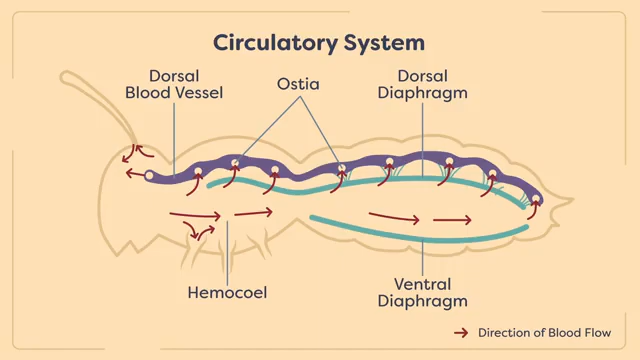 Circulatory System
Dorsal
Blood Vessel
Ostia
Dorsal
Diaphragm
Hemocoel
Ventral
Diaphragm
Direction of Blood Flow